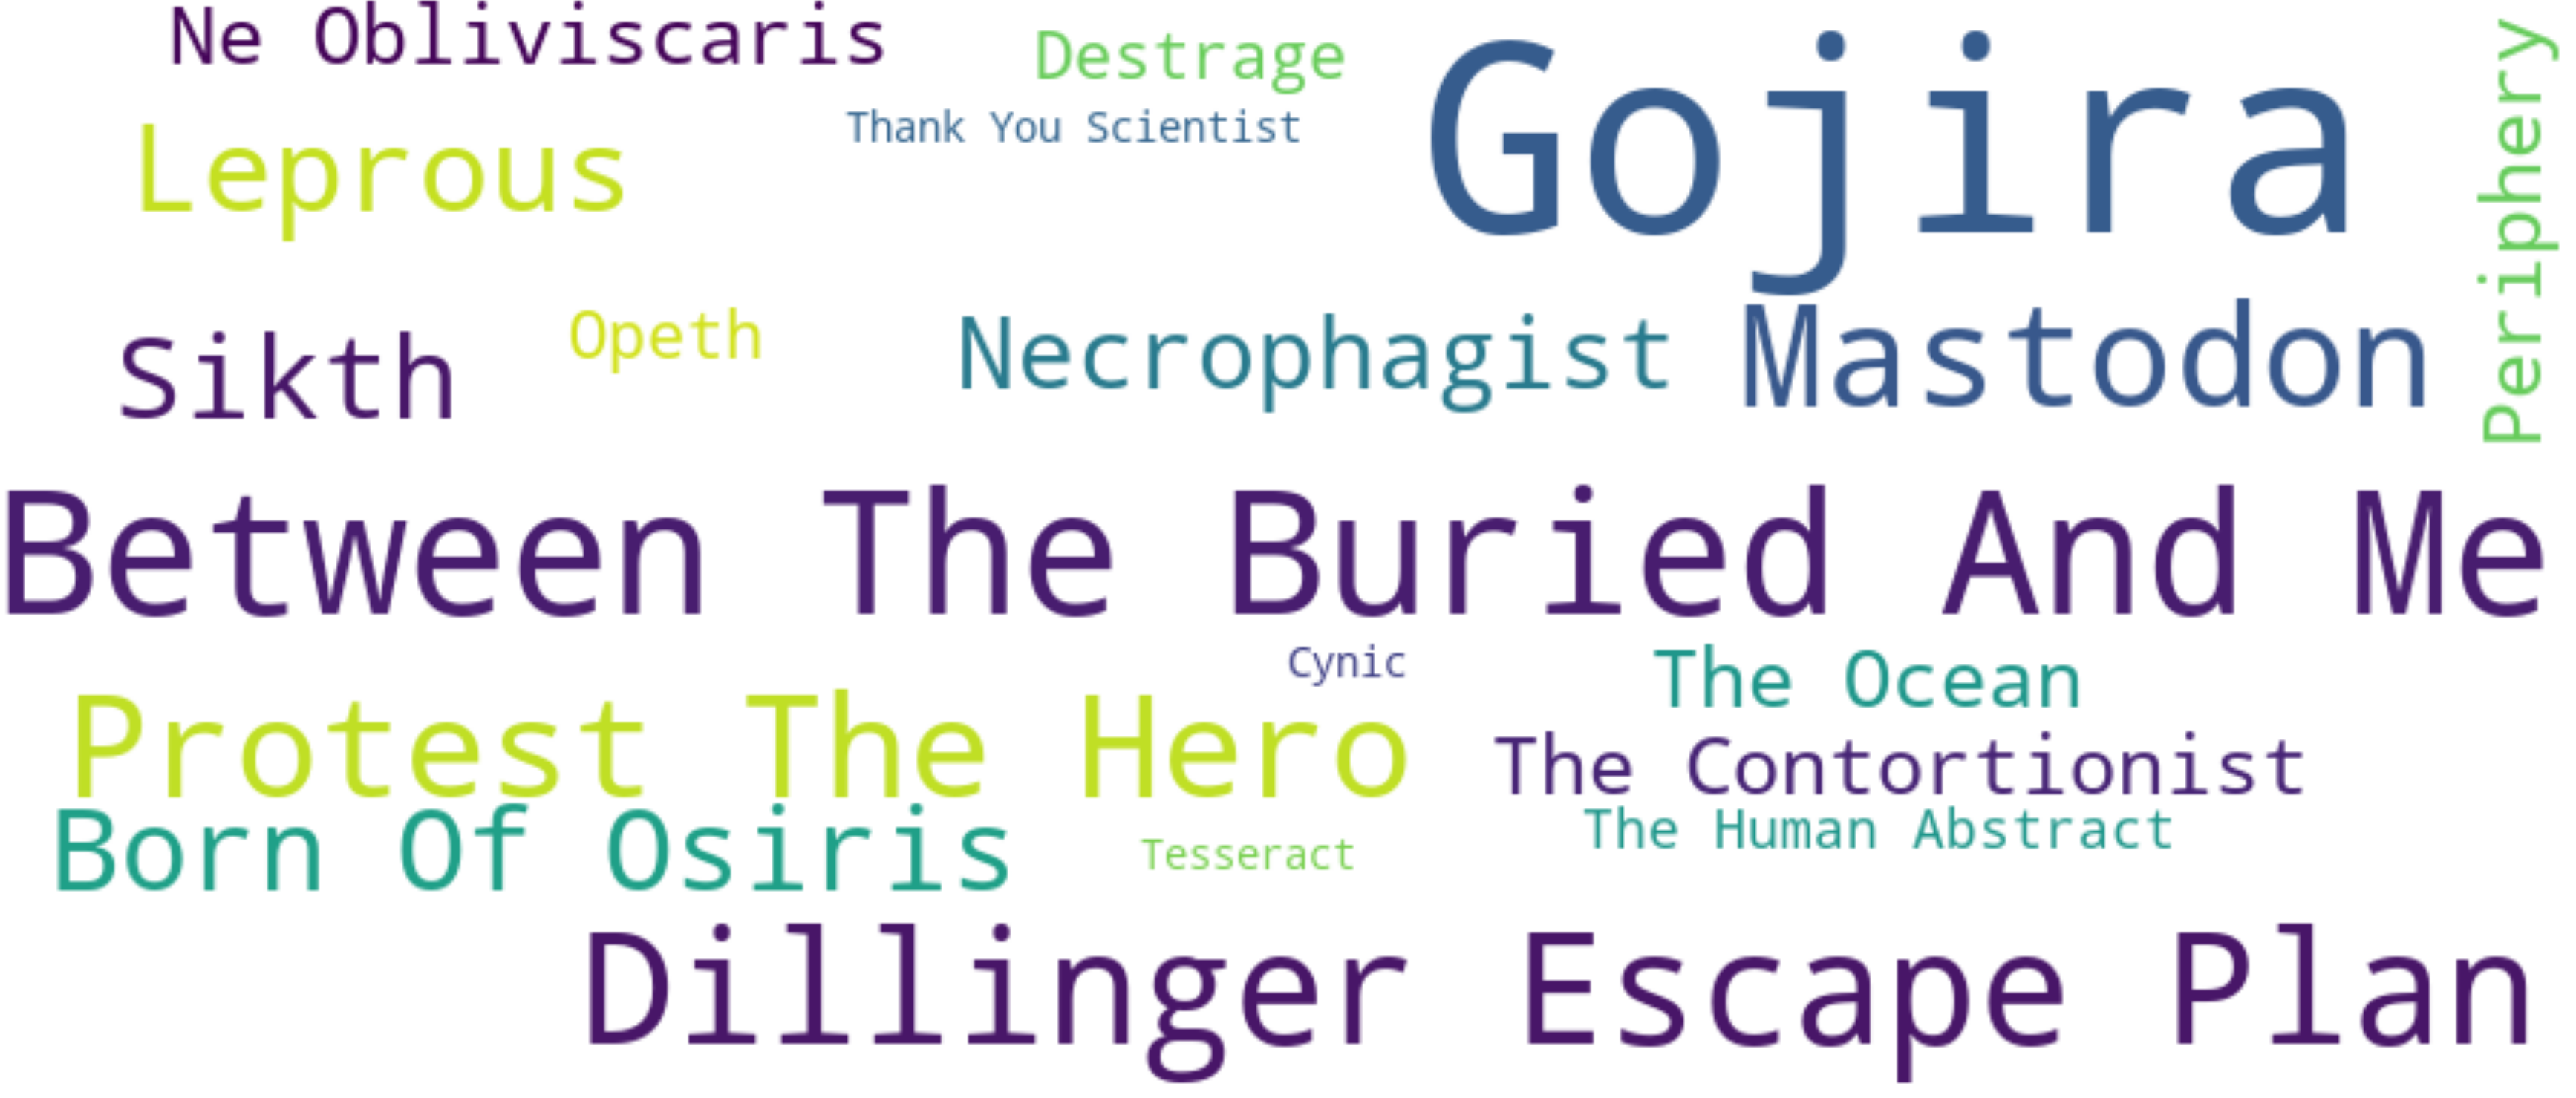 Ne Obliviscaris
Destrage
Gojira
Periphery
Thank You Scientist
Leprous
Sikth
Opeth
Necrophagist
Mastodon
Between The Buried And Me
Cynic
The Ocean
Protest The Hero
The Contortionist
Born Of Osiris
Tesseract
The Human Abstract
Dillinger Escape Plan